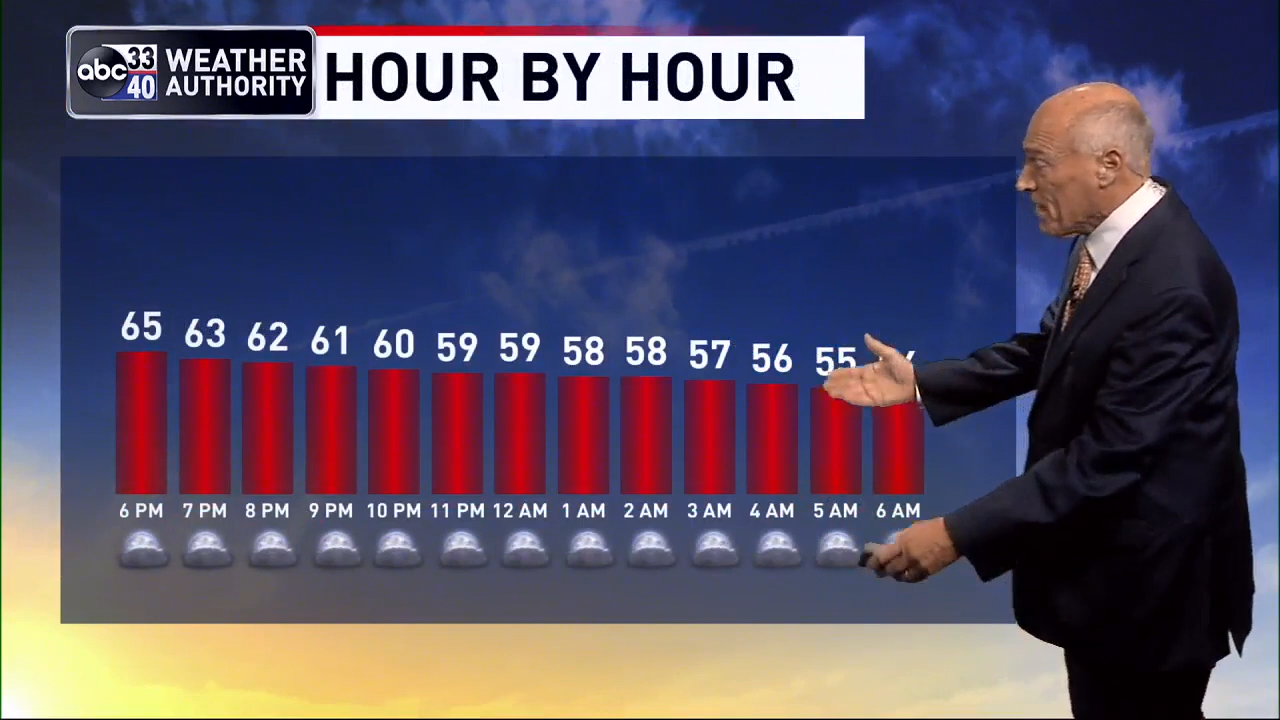 abc 33 40 WEATHER AUTHORITY
HOUR BY HOUR
65 63 62 61 60 59 59 58 58 57 56 55
6 PM 7 PM 8 PM 9 PM 10 PM 11 PM 12 AM 1 AM 2 AM 3 AM 4 AM 5 AM 6 AM